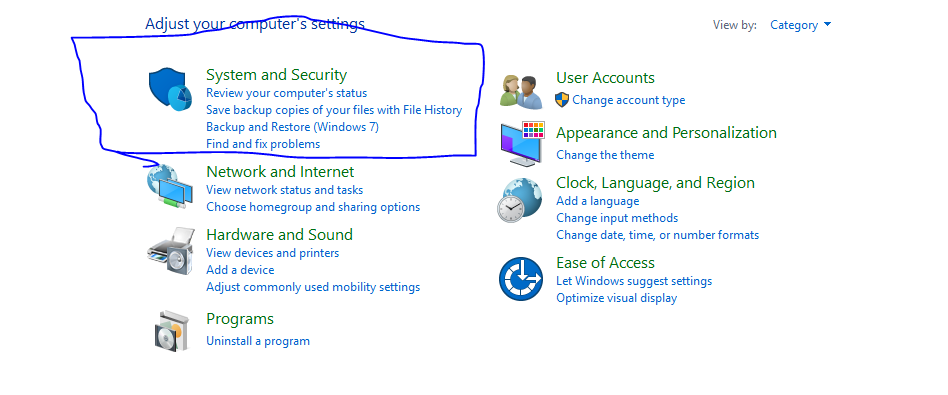 Adjust your computer's settings
View by: Category
System and Security
Review your computer's status
Save backup copies of your files with File History
Backup and Restore (Windows 7)
Find and fix problems
Network and Internet
View network status and tasks
Choose homegroup and sharing options
Hardware and Sound
View devices and printers
Add a device
Adjust commonly used mobility settings
Programs
Uninstall a program
User Accounts
Change account type
Appearance and Personalization
Change the theme
Clock, Language, and Region
Add a language
Change input methods
Change date, time, or number formats
Ease of Access
Let Windows suggest settings
Optimize visual display